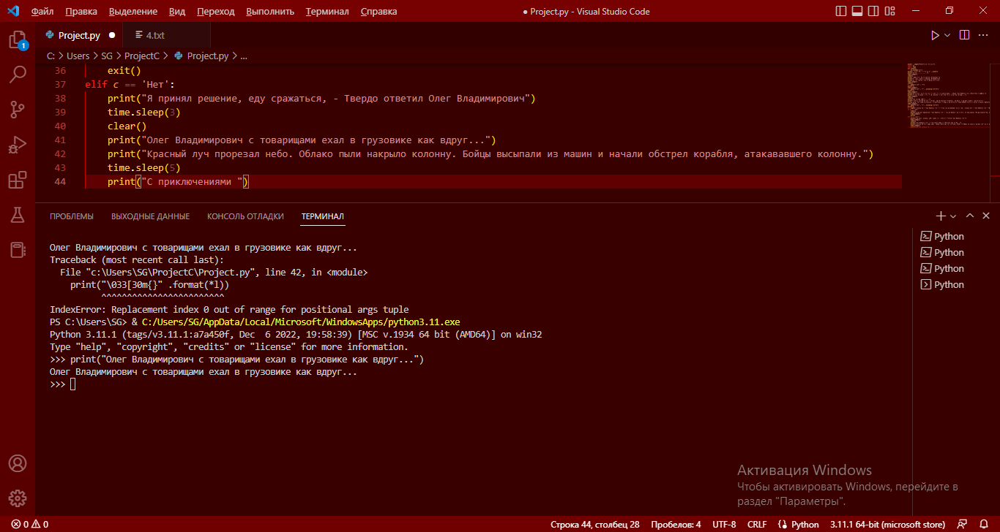 Файл Правка Выделение Вид Переход Выполнить Терминал Справка
● Project.py - Visual Studio Code
Project.py ●
4.txt
C: > Users > SG > ProjectC > Project.py > ...
36 exit()
37 elif c == 'Нет':
38 print("Я принял решение, еду сражаться, - Твердо ответил Олег Владимирович")
39 time.sleep(3)
40 clear()
41 print("Олег Владимирович с товарищами ехал в грузовике как вдруг...")
42 print("Красный луч прорезал небо. Облако пыли накрыло колонну. Бойцы высыпали из машин и начали обстрел корабля, атакававшего колонну.")
43 time.sleep(5)
44 print("С приключениями ")
ПРОБЛЕМЫ ВЫХОДНЫЕ ДАННЫЕ КОНСОЛЬ ОТЛАДКИ ТЕРМИНАЛ
Олег Владимирович с товарищами ехал в грузовике как вдруг...
Traceback (most recent call last):
File "c:\Users\SG\ProjectC\Project.py", line 42, in <module>
print("\033[30m{}" .format(*l))
^^^^^^^^^^^^^^^^^^^^^^^^
IndexError: Replacement index 0 out of range for positional args tuple
PS C:\Users\SG> & C:/Users/SG/AppData/Local/Microsoft/WindowsApps/python3.11.exe
Python 3.11.1 (tags/v3.11.1:a7a450f, Dec  6 2022, 19:58:39) [MSC v.1934 64 bit (AMD64)] on win32
Type "help", "copyright", "credits" or "license" for more information.
>>> print("Олег Владимирович с товарищами ехал в грузовике как вдруг...")
Олег Владимирович с товарищами ехал в грузовике как вдруг...
>>>
Python
Python
Python
Python
1
Активация Windows
Чтобы активировать Windows, перейдите в
раздел "Параметры".
0 0
Строка 44, столбец 28 Пробелов: 4 UTF-8 CRLF Python 3.11.1 64-bit (microsoft store)